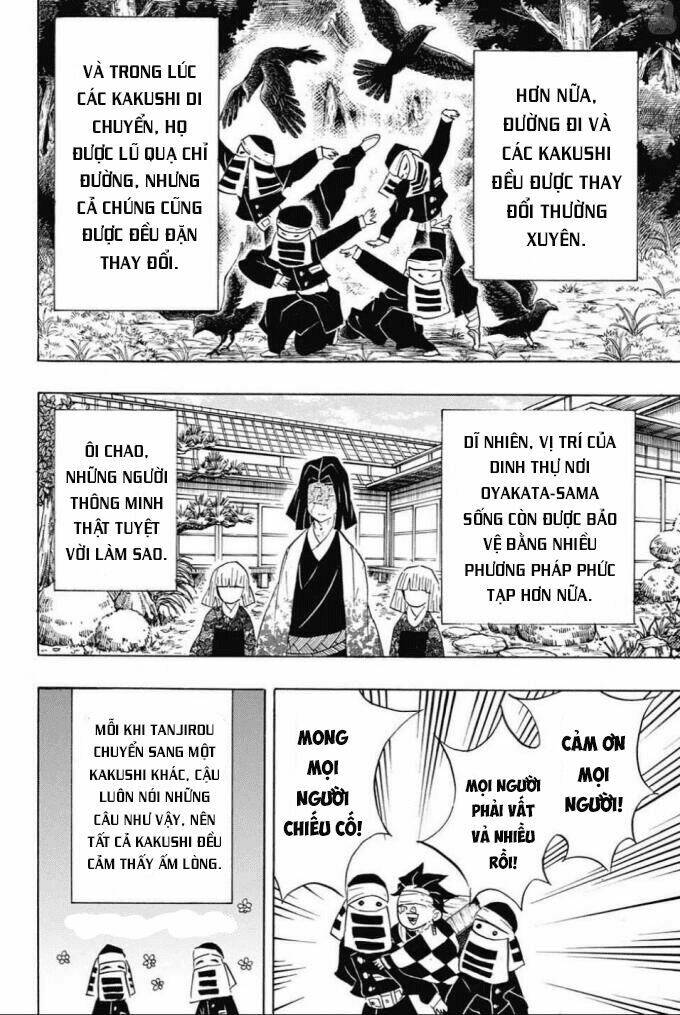 HƠN NỮA,
ĐƯỜNG ĐI VÀ
CÁC KAKUSHI
ĐỀU ĐƯỢC THAY
ĐỔI THƯỜNG
XUYÊN.
VÀ TRONG LÚC
CÁC KAKUSHI DI
CHUYỂN, HỌ
ĐƯỢC LŨ QUẠ CHỈ
ĐƯỜNG, NHƯNG
CẢ CHÚNG CŨNG
ĐƯỢC ĐỀU ĐẶN
THAY ĐỔI.
DĨ NHIÊN, VỊ TRÍ CỦA
DINH THỰ NƠI
OYAKATA-SAMA
SỐNG CÒN ĐƯỢC BẢO
VỆ BẰNG NHIỀU
PHƯƠNG PHÁP PHỨC
TẠP HƠN NỮA.
ÔI CHAO,
NHỮNG NGƯỜI
THÔNG MINH
THẬT TUYỆT
VỜI LÀM SAO.
CẢM ƠN
MỌI
NGƯỜI!
MỌI NGƯỜI
PHẢI VẤT
VẢ NHIỀU
RỒI!
MONG
MỌI
NGƯỜI
CHIẾU CỐ!
MỖI KHI TANJIROU
CHUYỂN SANG MỘT
KAKUSHI KHÁC, CẬU
LUÔN NÓI NHỮNG
CÂU NHƯ VẬY, NÊN
TẤT CẢ KAKUSHI ĐỀU
CẢM THẤY ẤM LÒNG.